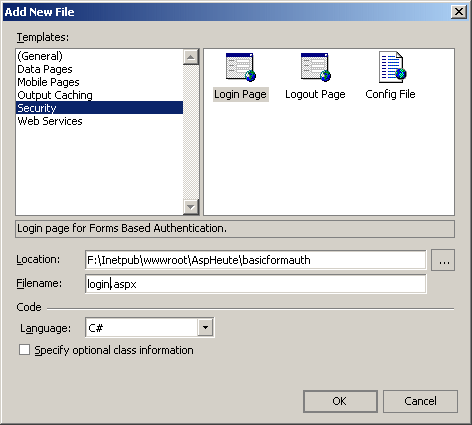 Add New File
Templates:
(General)
Data Pages
Mobile Pages
Output Caching
Security
Web Services
Login Page
Logout Page
Config File
Login page for Forms Based Authentication.
Location: F:\Inetpub\wwwroot\AspHeute\basicformauth ...
Filename: login.aspx
Code
Language: C#
Specify optional class information
OK Cancel